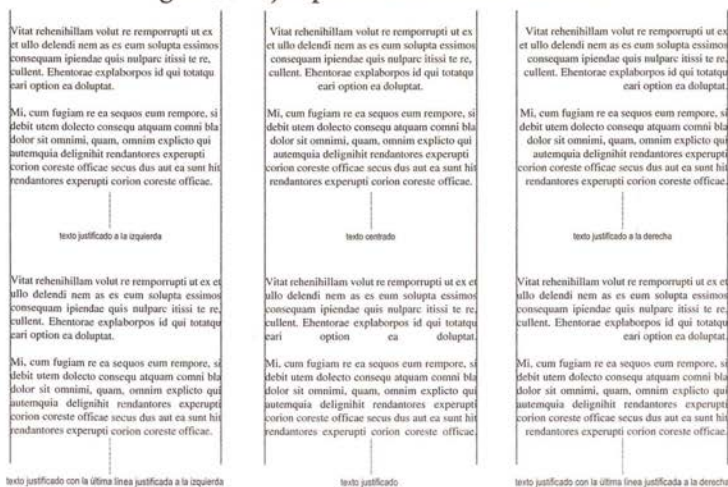 Vitat rehenihillam volut re remporrupti ut ex
et ullo delendi nem as es eum solupta essimos
consequam ipiendae quis nulparc itissi te re,
cullent. Ehentorae explaborpos id qui totatqu
eari option ea doluptat.
Mi, cum fugiam re ea sequos eum rempore, si
debit utem dolecto consequ atquam comni bla
dolor sit omnimi, quam, omnim explicto qui
autemquia delignihit rendantores experupti
corion coreste officae secus dus aut ea sunt hit
rendantores experupti corion coreste officae.
texto justificado a la izquierda
Vitat rehenihillam volut re remporrupti ut ex
et ullo delendi nem as es eum solupta essimos
consequam ipiendae quis nulparc itissi te re,
cullent. Ehentorae explaborpos id qui totatqu
eari option ea doluptat.
Mi, cum fugiam re ea sequos eum rempore, si
debit utem dolecto consequ atquam comni bla
dolor sit omnimi, quam, omnim explicto qui
autemquia delignihit rendantores experupti
corion coreste officae secus dus aut ea sunt hit
rendantores experupti corion coreste officae.
texto centrado
Vitat rehenihillam volut re remporrupti ut ex
et ullo delendi nem as es eum solupta essimos
consequam ipiendae quis nulparc itissi te re,
cullent. Ehentorae explaborpos id qui totatqu
eari option ea doluptat.
Mi, cum fugiam re ea sequos eum rempore, si
debit utem dolecto consequ atquam comni bla
dolor sit omnimi, quam, omnim explicto qui
autemquia delignihit rendantores experupti
corion coreste officae secus dus aut ea sunt hit
rendantores experupti corion coreste officae.
texto justificado a la derecha
Vitat rehenihillam volut re remporrupti ut ex et
ullo delendi nem as es eum solupta essimos
consequam ipiendae quis nulparc itissi te re,
cullent. Ehentorae explaborpos id qui totatqu
eari option ea doluptat.
Mi, cum fugiam re ea sequos eum rempore, si
debit utem dolecto consequ atquam comni bla
dolor sit omnimi, quam, omnim explicto qui
autemquia delignihit rendantores experupti
corion coreste officae secus dus aut ea sunt hit
rendantores experupti corion coreste officae.
texto justificado con la última línea justificada a la izquierda
Vitat rehenihillam volut re remporrupti ut ex et
ullo delendi nem as es eum solupta essimos
consequam ipiendae quis nulparc itissi te re,
cullent. Ehentorae explaborpos id qui totatqu
eari option ea doluptat.
Mi, cum fugiam re ea sequos eum rempore, si
debit utem dolecto consequ atquam comni bla
dolor sit omnimi, quam, omnim explicto qui
autemquia delignihit rendantores experupti
corion coreste officae secus dus aut ea sunt hit
rendantores experupti corion coreste officae.
texto justificado
Vitat rehenihillam volut re remporrupti ut ex et
ullo delendi nem as es eum solupta essimos
consequam ipiendae quis nulparc itissi te re,
cullent. Ehentorae explaborpos id qui totatqu
eari option ea doluptat.
Mi, cum fugiam re ea sequos eum rempore, si
debit utem dolecto consequ atquam comni bla
dolor sit omnimi, quam, omnim explicto qui
autemquia delignihit rendantores experupti
corion coreste officae secus dus aut ea sunt hit
rendantores experupti corion coreste officae.
texto justificado con la última línea justificada a la derecha